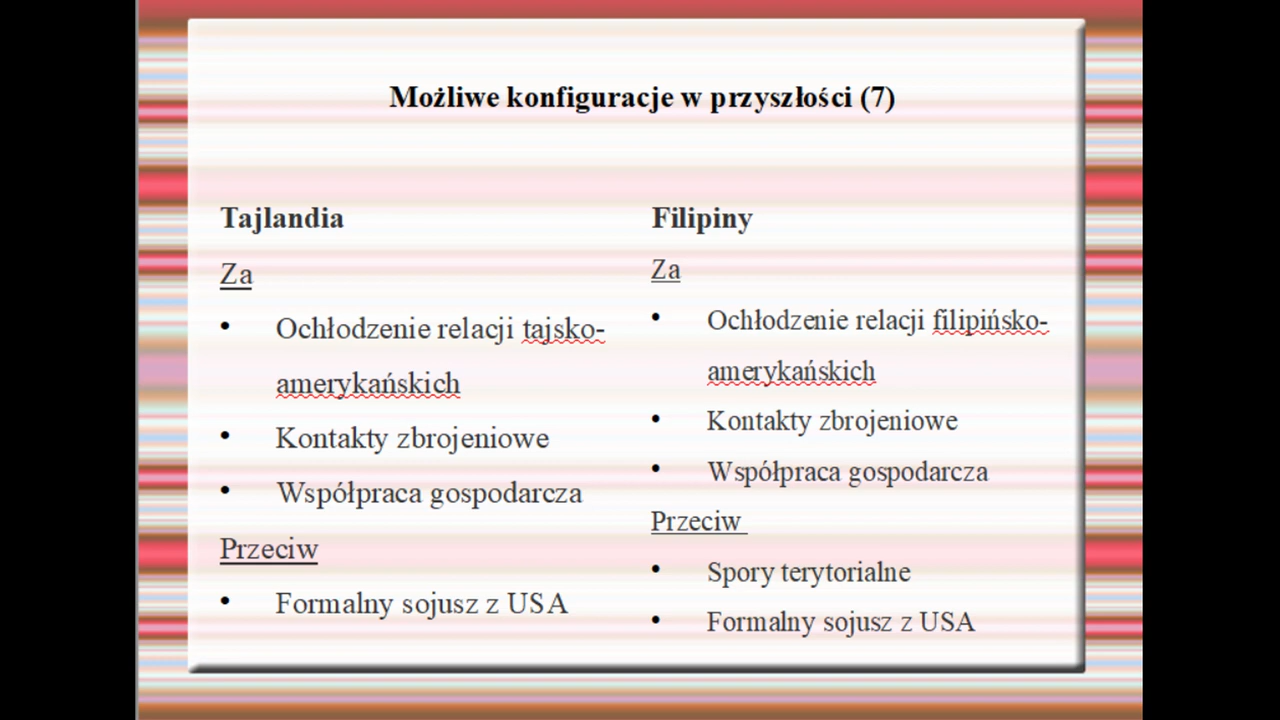 Możliwe konfiguracje w przyszłości (7)
Tajlandia
Za
• Ochłodzenie relacji tajsko-
amerykańskich
• Kontakty zbrojeniowe
• Współpraca gospodarcza
Przeciw
• Formalny sojusz z USA
Filipiny
Za
• Ochłodzenie relacji filipińsko-
amerykańskich
• Kontakty zbrojeniowe
• Współpraca gospodarcza
Przeciw
• Spory terytorialne
• Formalny sojusz z USA